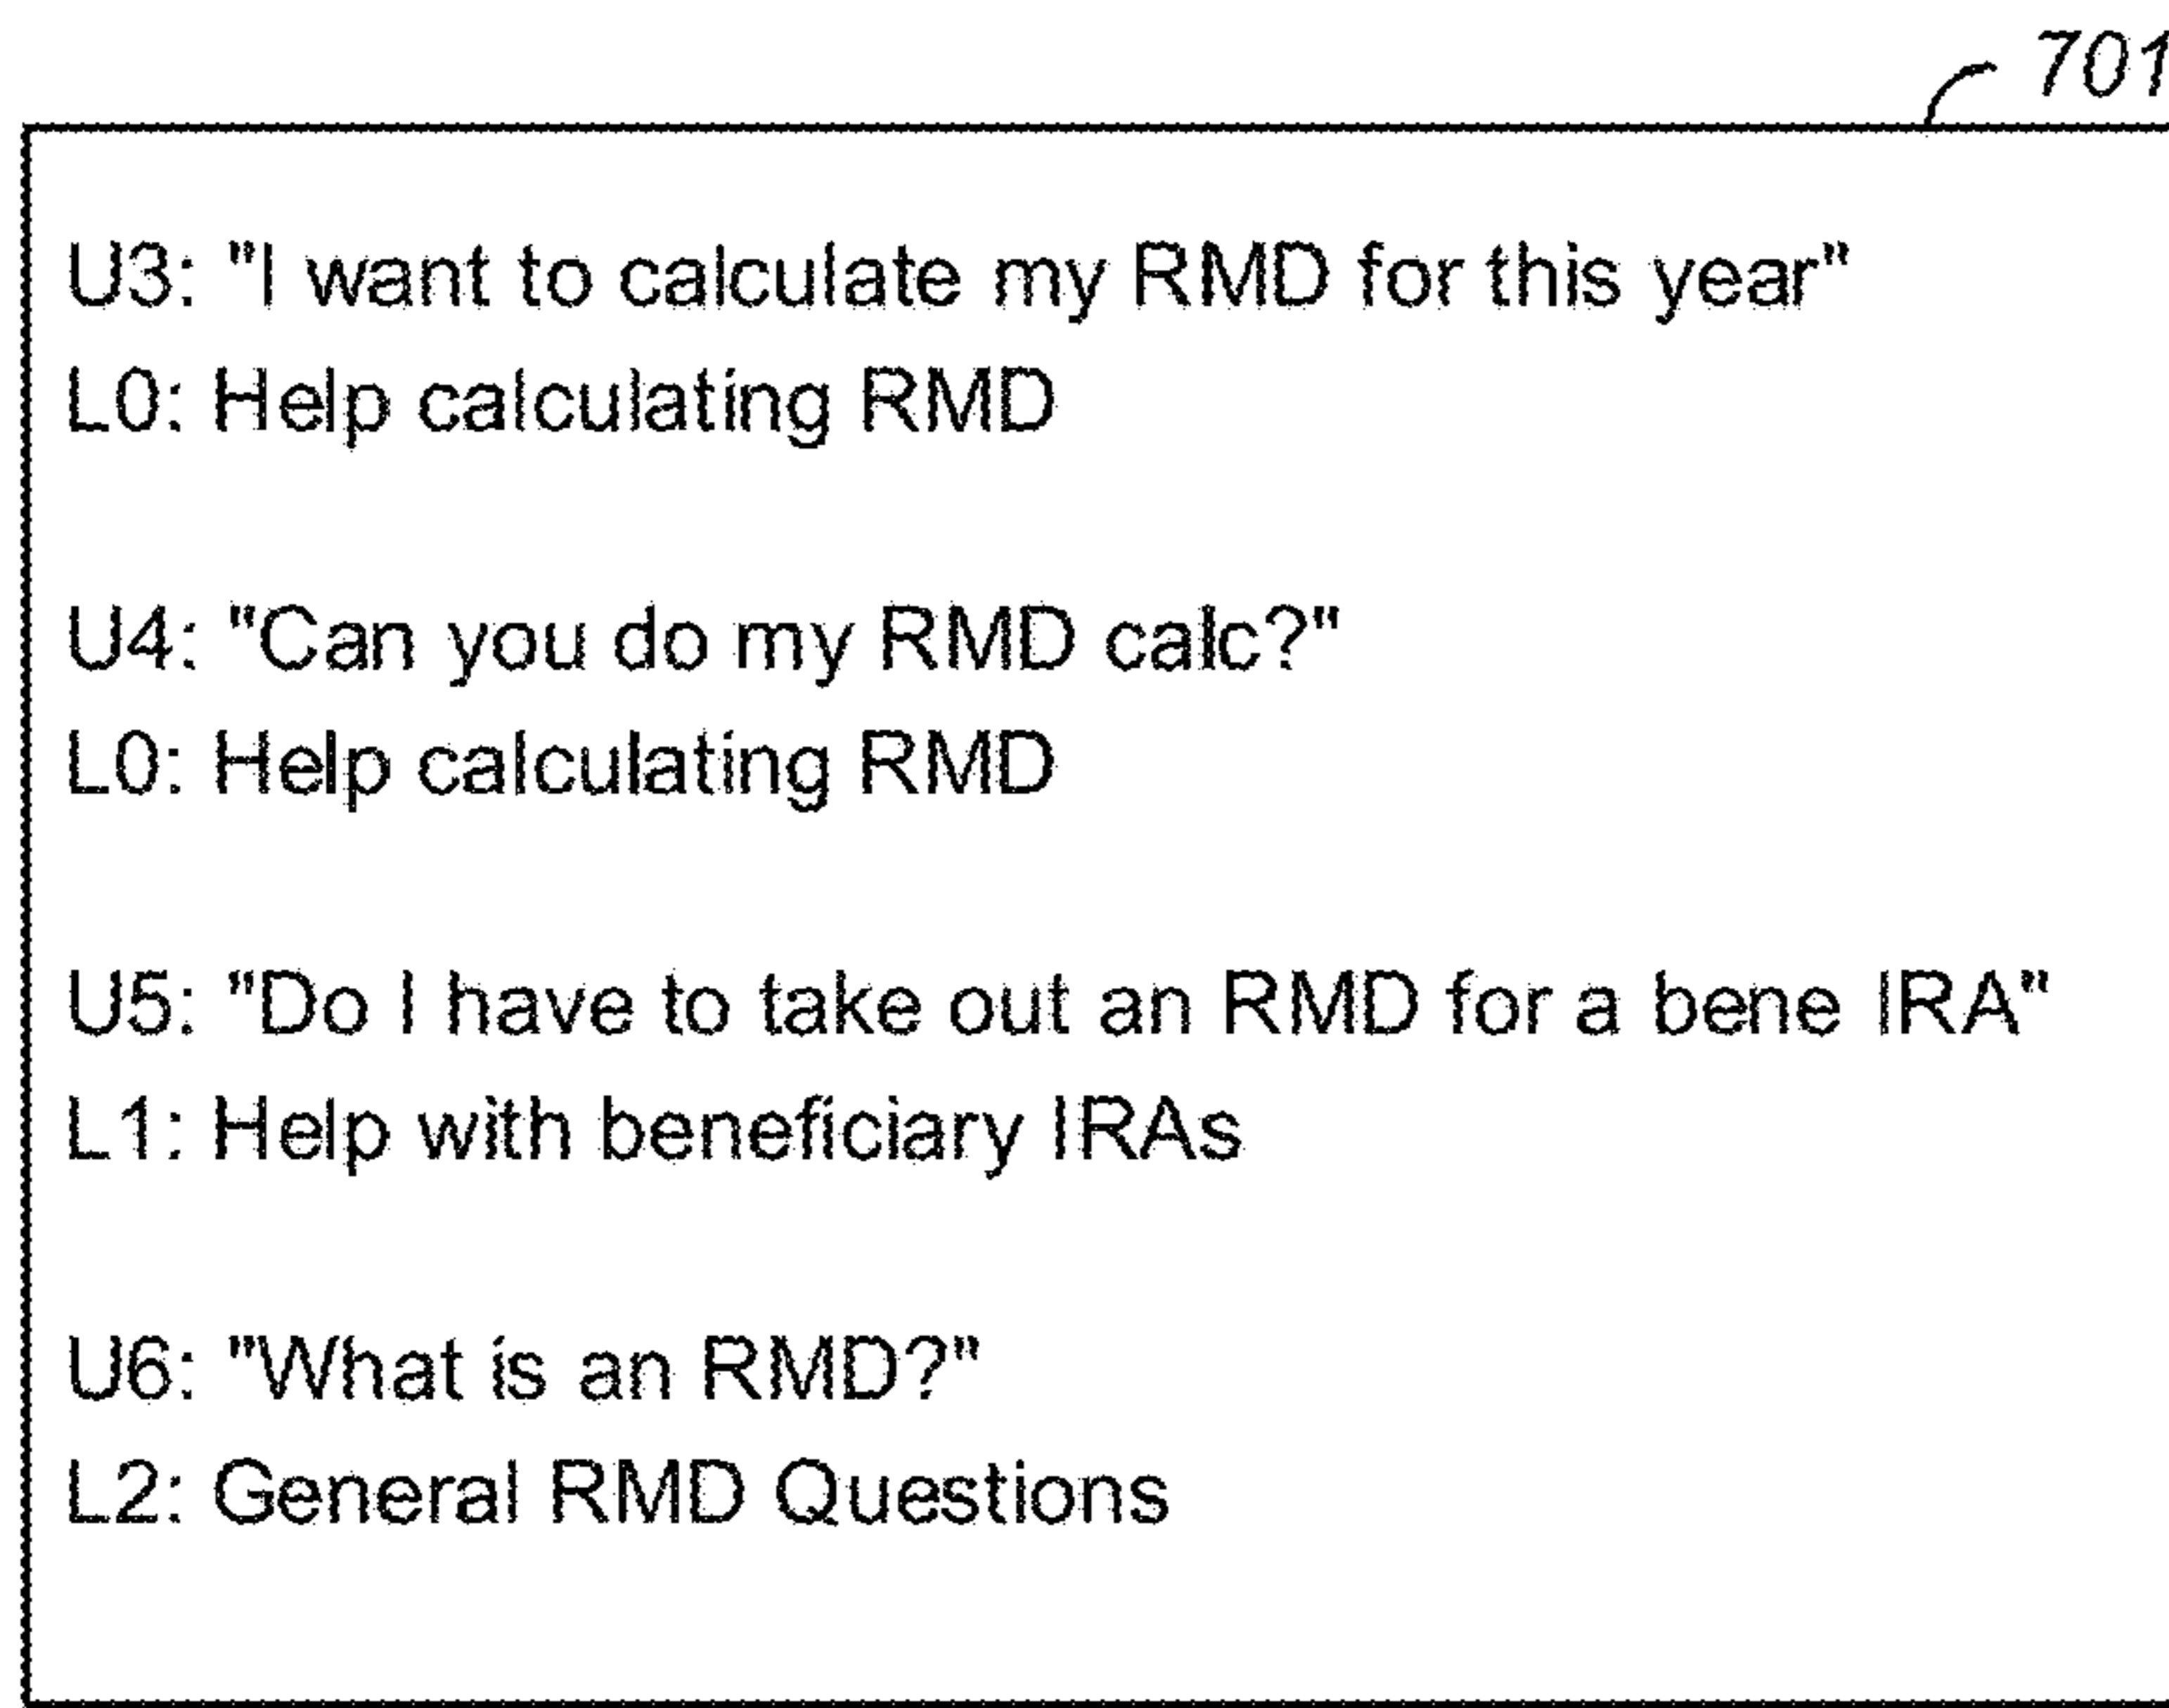 701
U3: "I want to calculate my RMD for this year"
L0: Help calculating RMD
U4: "Can you do my RMD calc?"
L0: Help calculating RMD
U5: "Do I have to take out an RMD for a bene IRA"
L1: Help with beneficiary IRAs
U6: "What is an RMD?"
L2: General RMD Questions